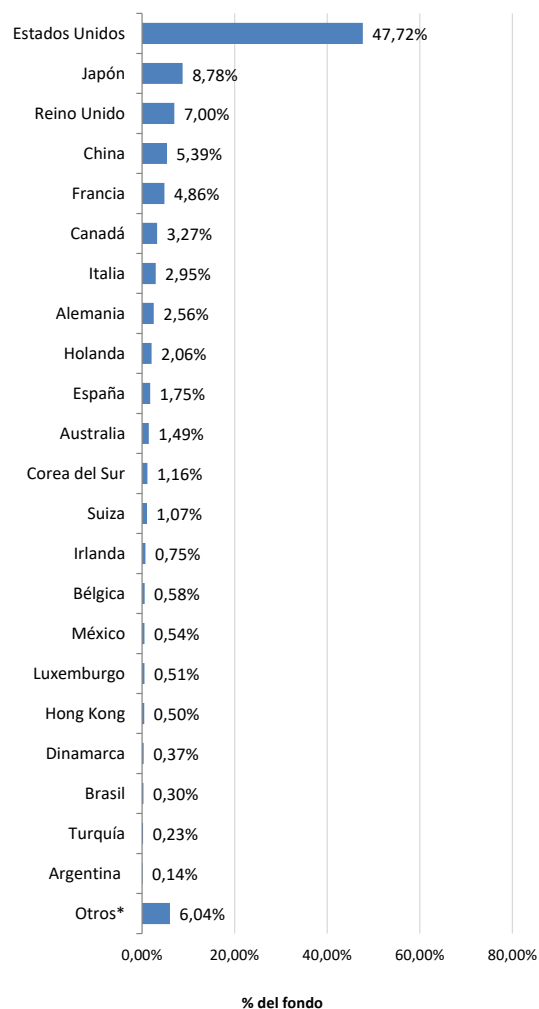 Estados Unidos 47,72%
Japón 8,78%
Reino Unido 7,00%
China 5,39%
Francia 4,86%
Canadá 3,27%
Italia 2,95%
Alemania 2,56%
Holanda 2,06%
España 1,75%
Australia 1,49%
Corea del Sur 1,16%
Suiza 1,07%
Irlanda 0,75%
Bélgica 0,58%
México 0,54%
Luxemburgo 0,51%
Hong Kong 0,50%
Dinamarca 0,37%
Brasil 0,30%
Turquía 0,23%
Argentina 0,14%
Otros* 6,04%
0,00% 20,00% 40,00% 60,00% 80,00%
% del fondo